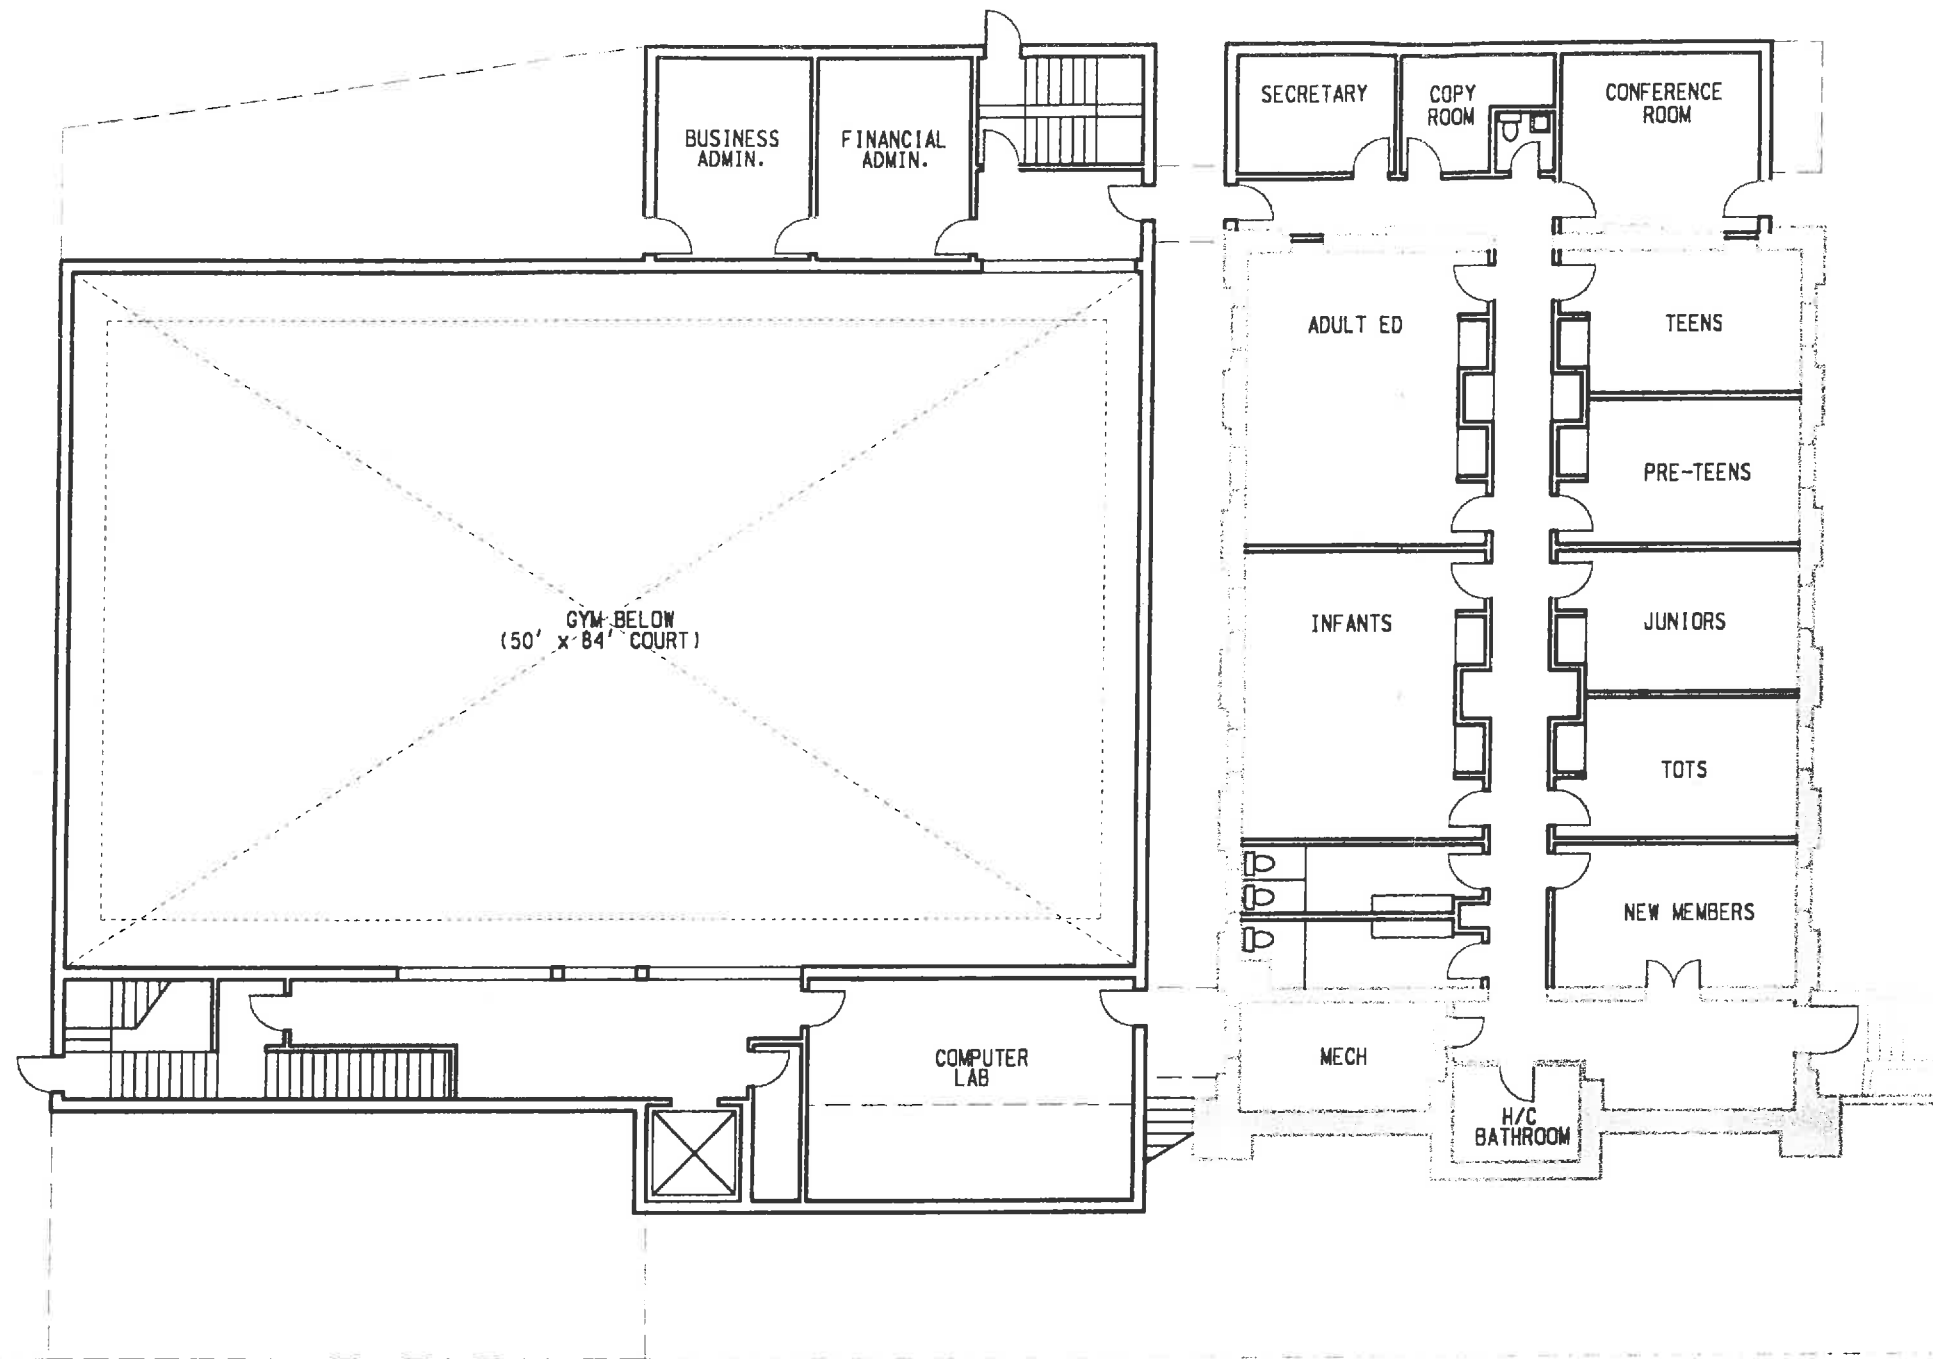 SECRETARY
COPY
ROOM
CONFERENCE
ROOM
BUSINESS
ADMIN.
FINANCIAL
ADMIN.
ADULT ED
TEENS
PRE-TEENS
GYM BELOW
(50' x 84' COURT)
INFANTS
JUNIORS
TOTS
NEW MEMBERS
COMPUTER
LAB
MECH
H/C
BATHROOM